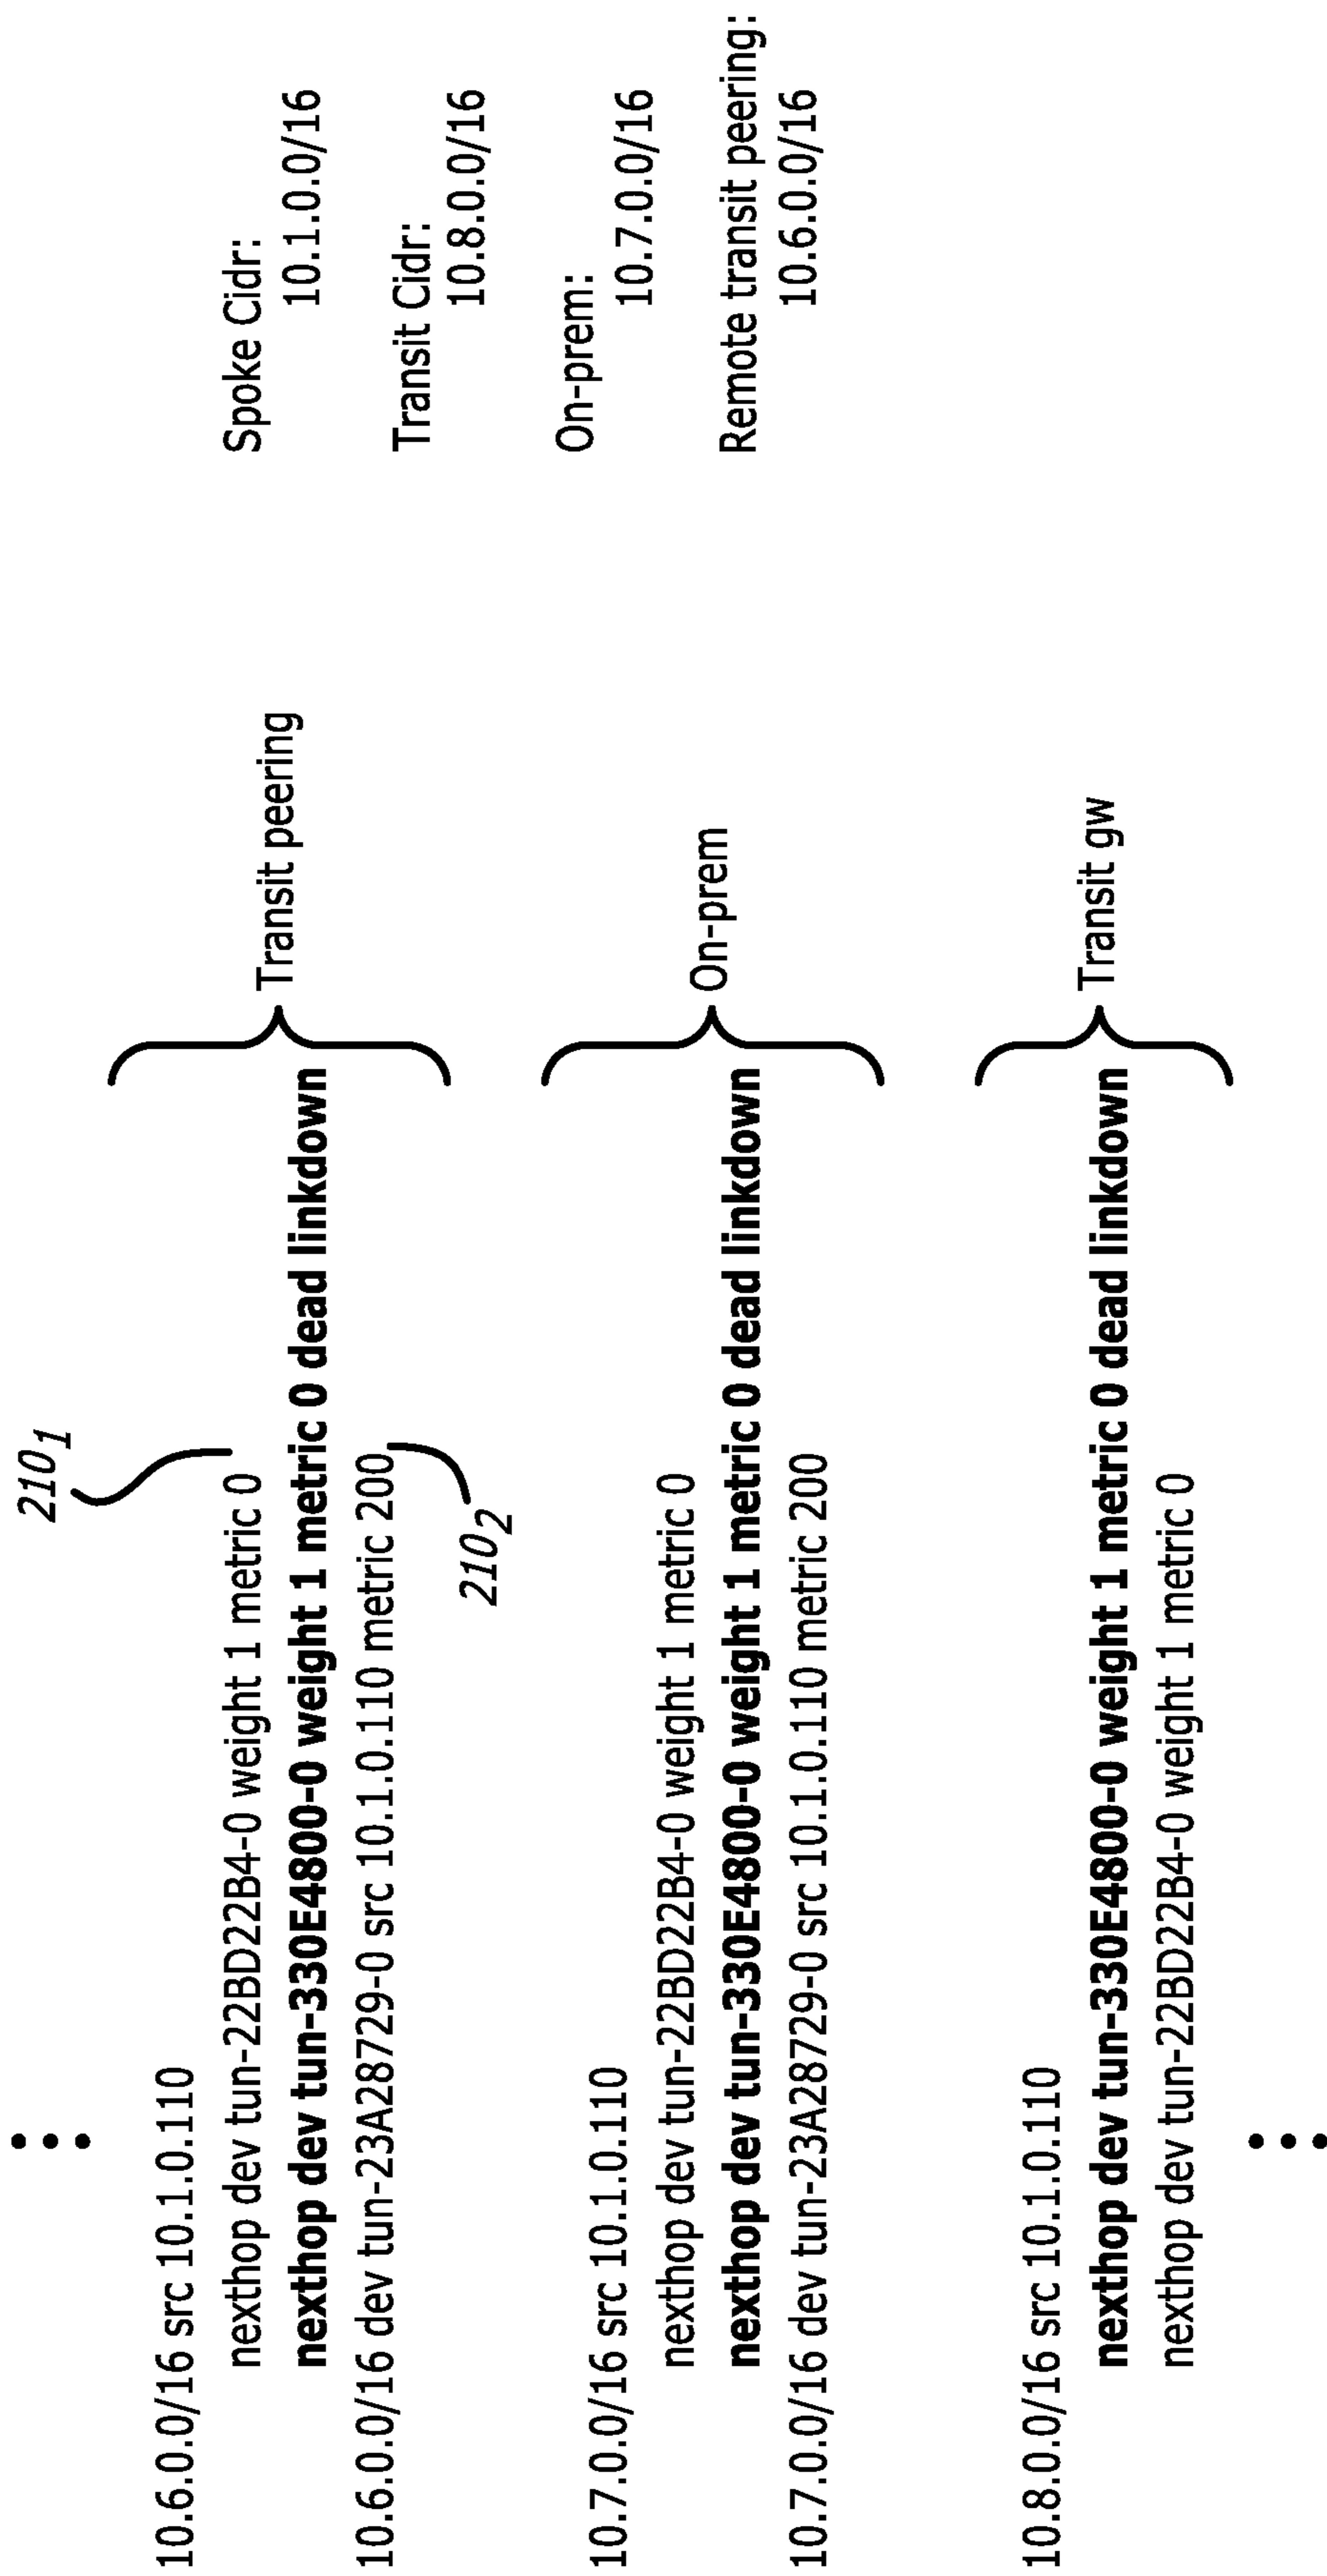 210₁
10.6.0.0/16 src 10.1.0.110
nexthop dev tun-22BD22B4-0 weight 1 metric 0
nexthop dev tun-330E4800-0 weight 1 metric 0 dead linkdown
10.6.0.0/16 dev tun-23A28729-0 src 10.1.0.110 metric 200
210₂
Transit peering
10.7.0.0/16 src 10.1.0.110
nexthop dev tun-22BD22B4-0 weight 1 metric 0
nexthop dev tun-330E4800-0 weight 1 metric 0 dead linkdown
10.7.0.0/16 dev tun-23A28729-0 src 10.1.0.110 metric 200
On-prem
10.8.0.0/16 src 10.1.0.110
nexthop dev tun-330E4800-0 weight 1 metric 0 dead linkdown
nexthop dev tun-22BD22B4-0 weight 1 metric 0
Transit gw
Spoke Cidr:
10.1.0.0/16
Transit Cidr:
10.8.0.0/16
On-prem:
10.7.0.0/16
Remote transit peering:
10.6.0.0/16